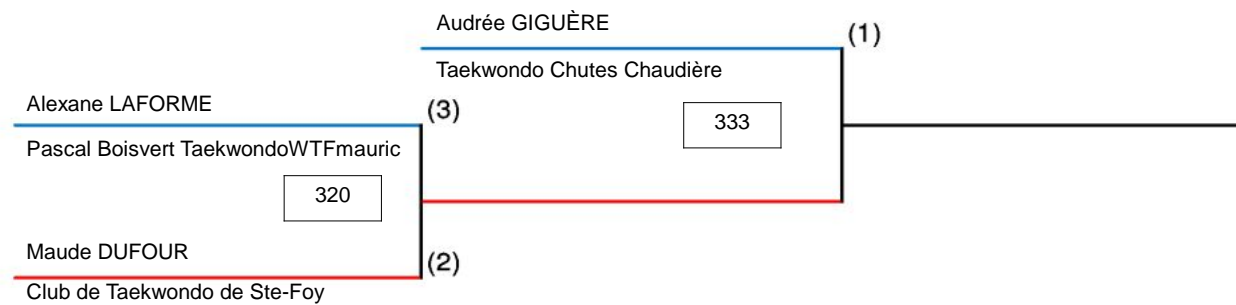 Audrée GIGUÈRE
(1)
Taekwondo Chutes Chaudière
Alexane LAFORME
(3)
333
Pascal Boisvert TaekwondoWTFmauric
320
Maude DUFOUR
(2)
Club de Taekwondo de Ste-Foy